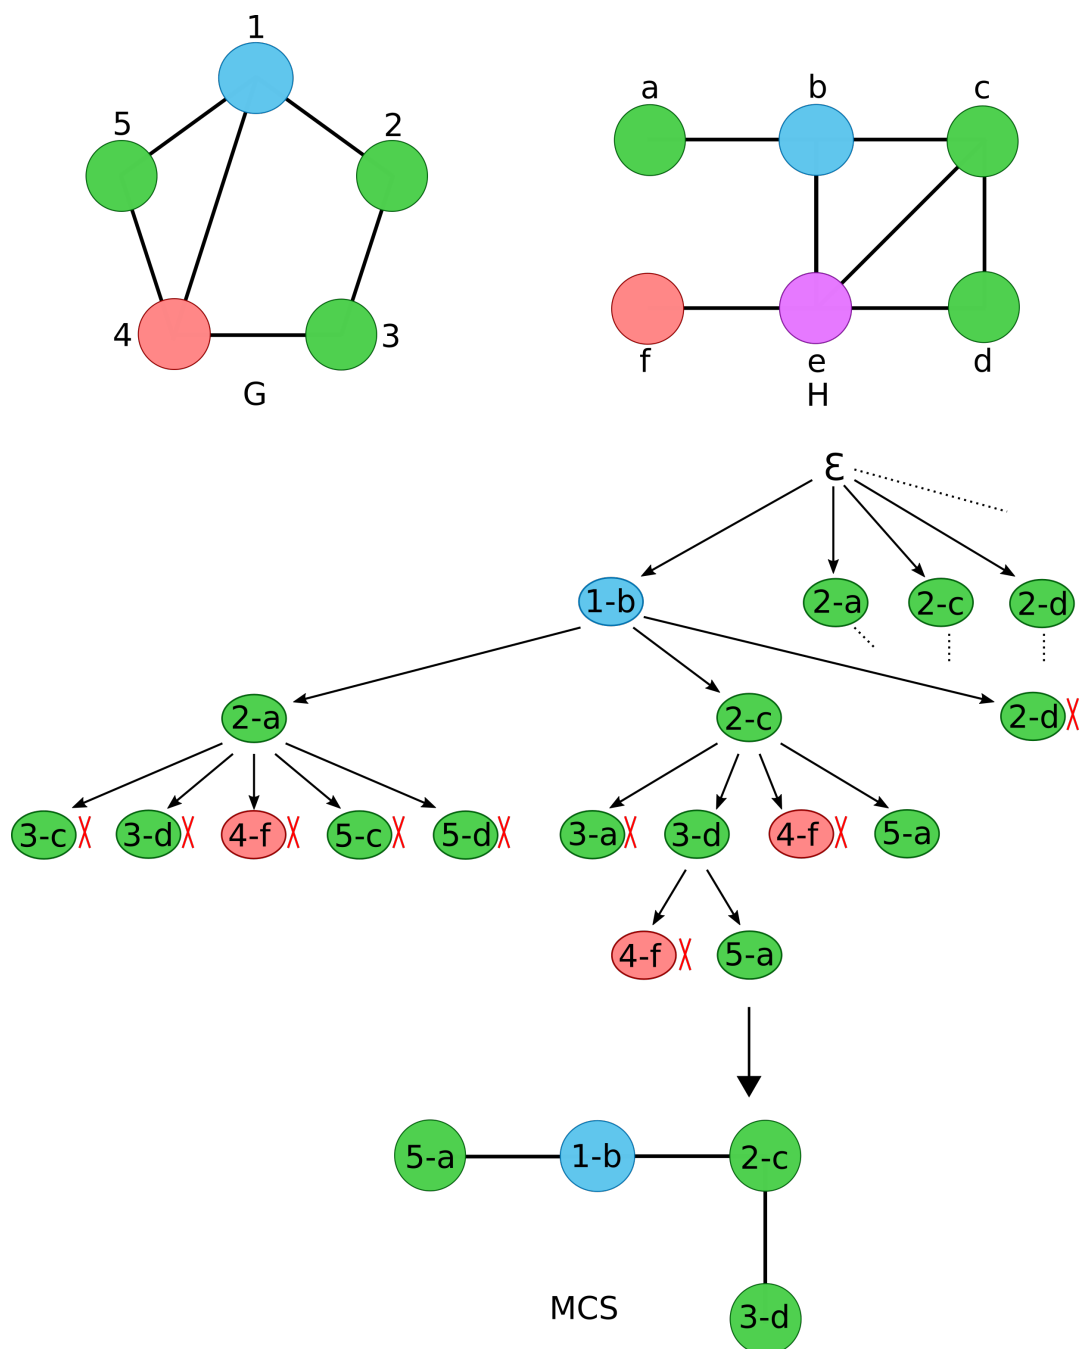 1
5
2
4
3
G
a
b
c
f
e
d
H
ε
1-b
2-a
2-c
2-d
2-a
2-c
2-d X
3-c X
3-d X
4-f X
5-c X
5-d X
3-a X
3-d
4-f X
5-a
4-f X
5-a
5-a
1-b
2-c
MCS
3-d